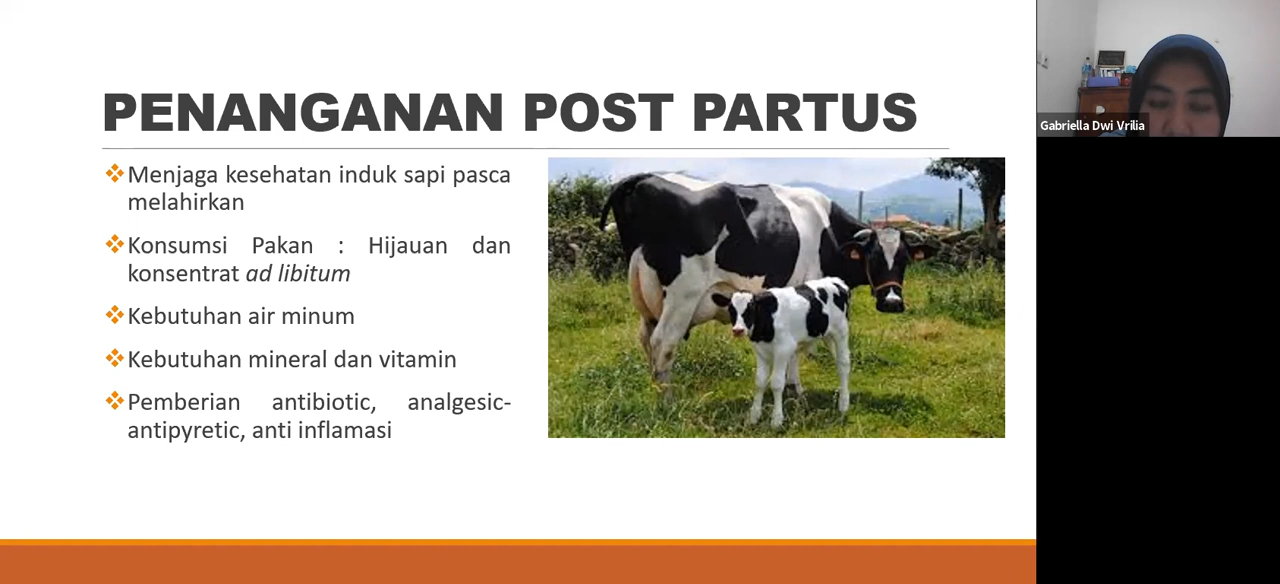 PENANGANAN POST PARTUS
Menjaga kesehatan induk sapi pasca
melahirkan
Konsumsi Pakan : Hijauan dan
konsentrat ad libitum
Kebutuhan air minum
Kebutuhan mineral dan vitamin
Pemberian antibiotic, analgesic-
antipyretic, anti inflamasi
Gabriella Dwi Vrilia